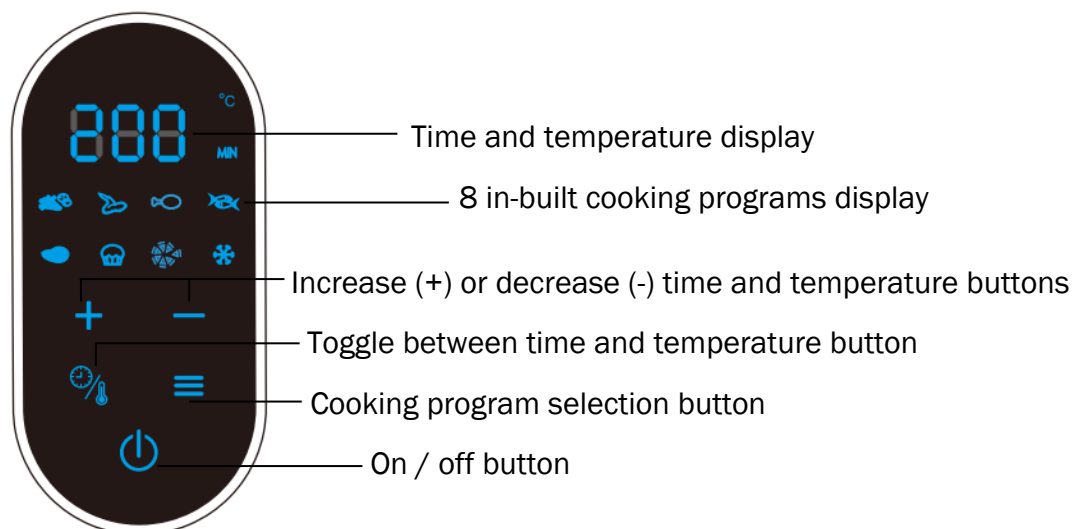 °C
200
MIN
Time and temperature display
8 in-built cooking programs display
Increase (+) or decrease (-) time and temperature buttons
Toggle between time and temperature button
Cooking program selection button
On / off button